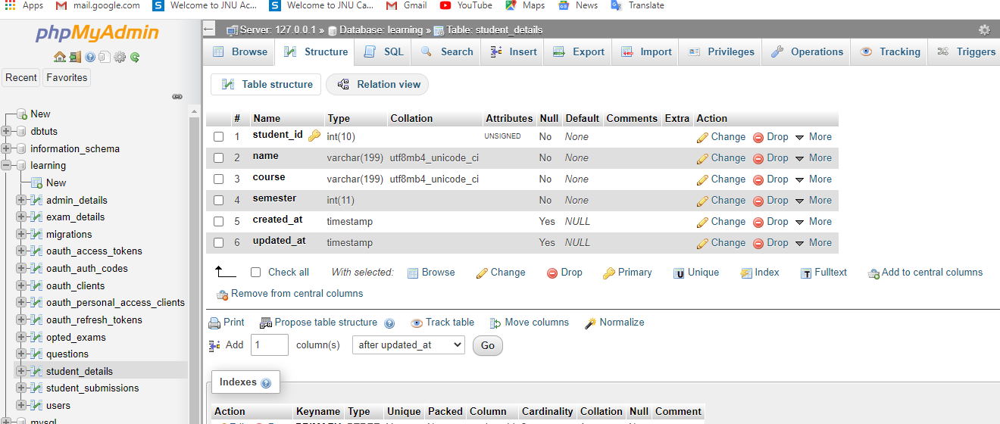 Apps mail.google.com Welcome to JNU Ac... Welcome to JNU Ca... Gmail YouTube Maps News Translate
phpMyAdmin
Recent Favorites
New
dbtuts
information_schema
learning
New
admin_details
exam_details
migrations
oauth_access_tokens
oauth_auth_codes
oauth_clients
oauth_personal_access_clients
oauth_refresh_tokens
opted_exams
questions
student_details
student_submissions
users
mysql
Server: 127.0.0.1 » Database: learning » Table: student_details
Browse Structure SQL Search Insert Export Import Privileges Operations Tracking Triggers
Table structure Relation view
# Name Type Collation Attributes Null Default Comments Extra Action
1 student_id int(10) UNSIGNED No None Change Drop More
2 name varchar(199) utf8mb4_unicode_ci No None Change Drop More
3 course varchar(199) utf8mb4_unicode_ci No None Change Drop More
4 semester int(11) No None Change Drop More
5 created_at timestamp Yes NULL Change Drop More
6 updated_at timestamp Yes NULL Change Drop More
Check all With selected: Browse Change Drop Primary Unique Index Fulltext Add to central columns
Remove from central columns
Print Propose table structure Track table Move columns Normalize
Add 1 column(s) after updated_at Go
Indexes
Action Keyname Type Unique Packed Column Cardinality Collation Null Comment